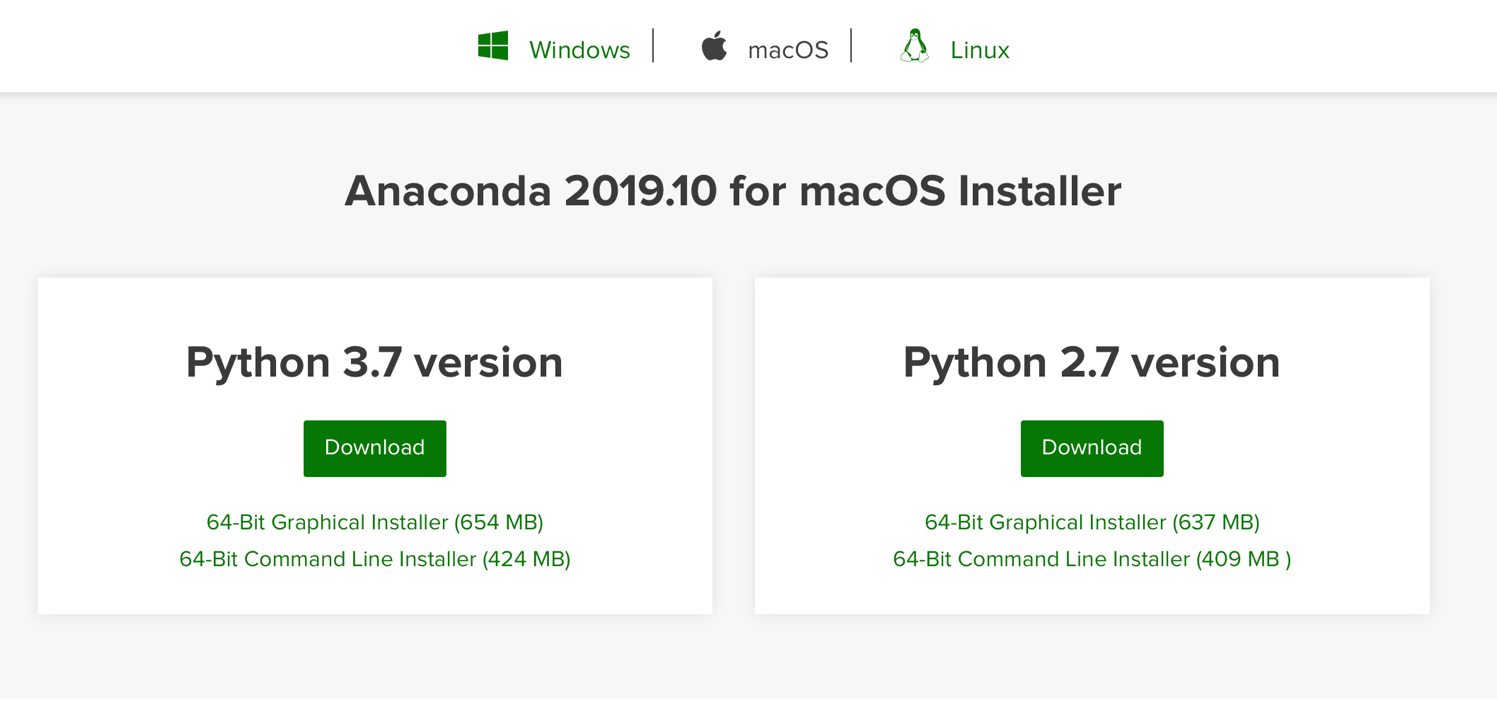 Windows
macOS
Linux
Anaconda 2019.10 for macOS Installer
Python 3.7 version
Download
64-Bit Graphical Installer (654 MB)
64-Bit Command Line Installer (424 MB)
Python 2.7 version
Download
64-Bit Graphical Installer (637 MB)
64-Bit Command Line Installer (409 MB )